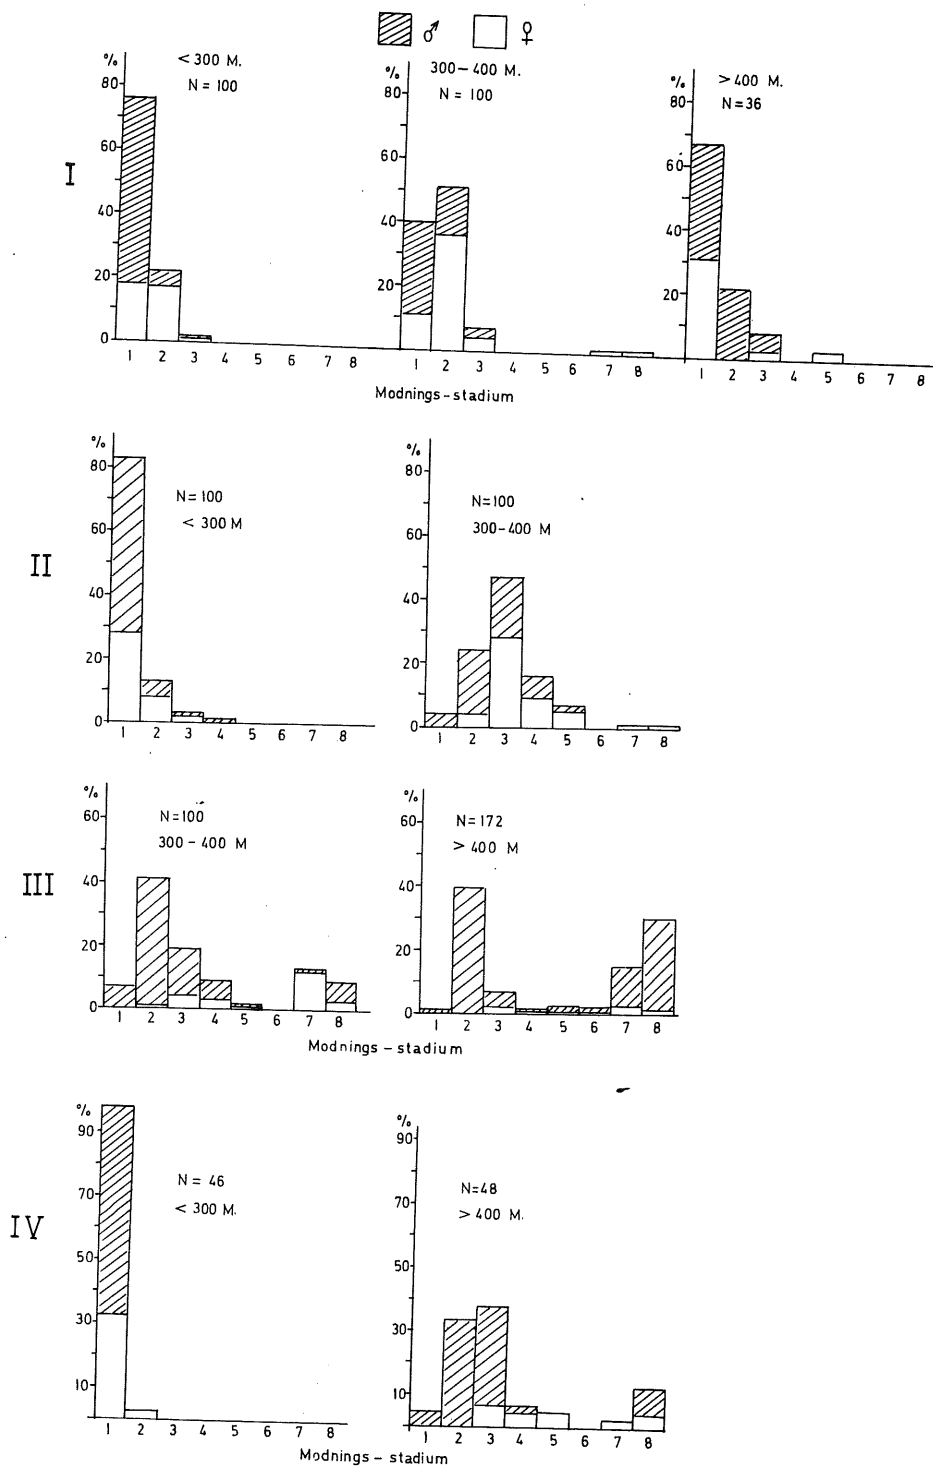 ♂ ♀
I
% < 300 M.
N = 100
80
60
40
20
0
1 2 3 4 5 6 7 8
% 300-400 M.
N = 100
80
60
40
20
1 2 3 4 5 6 7 8
% >400 M.
N=36
80
60
40
20
1 2 3 4 5 6 7 8
Modnings-stadium
II
%
N=100
< 300 M
80
60
40
20
0
1 2 3 4 5 6 7 8
%
N=100
300-400 M
80
60
40
20
0
1 2 3 4 5 6 7 8
III
%
N=100
300-400 M
60
40
20
0
1 2 3 4 5 6 7 8
%
N=172
> 400 M
60
40
20
0
1 2 3 4 5 6 7 8
Modnings-stadium
IV
%
N = 46
< 300 M.
90
70
50
30
10
1 2 3 4 5 6 7 8
%
N=48
> 400 M.
90
70
50
30
10
1 2 3 4 5 6 7 8
Modnings-stadium